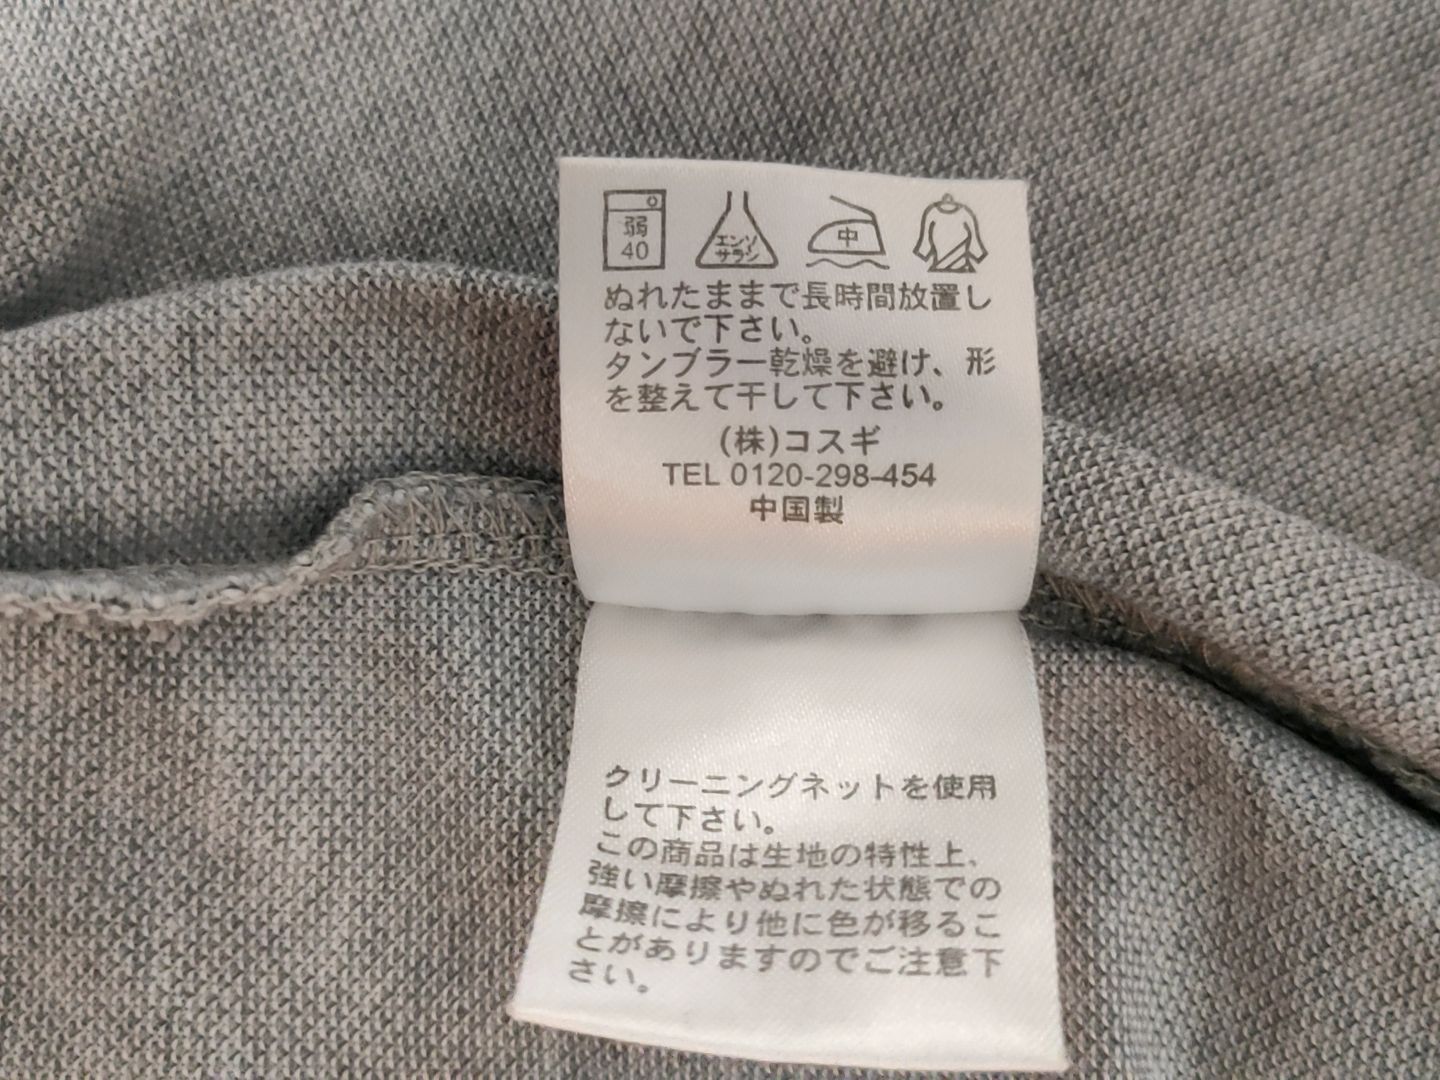 弱
40
エンソ
サラシ
中
ぬれたままで長時間放置し
ないで下さい。
タンブラー乾燥を避け、形
を整えて干して下さい。
(株)コスギ
TEL 0120-298-454
中国製
クリーニングネットを使用
して下さい。
この商品は生地の特性上、
強い摩擦やぬれた状態での
摩擦により他に色が移るこ
とがありますのでご注意下
さい。